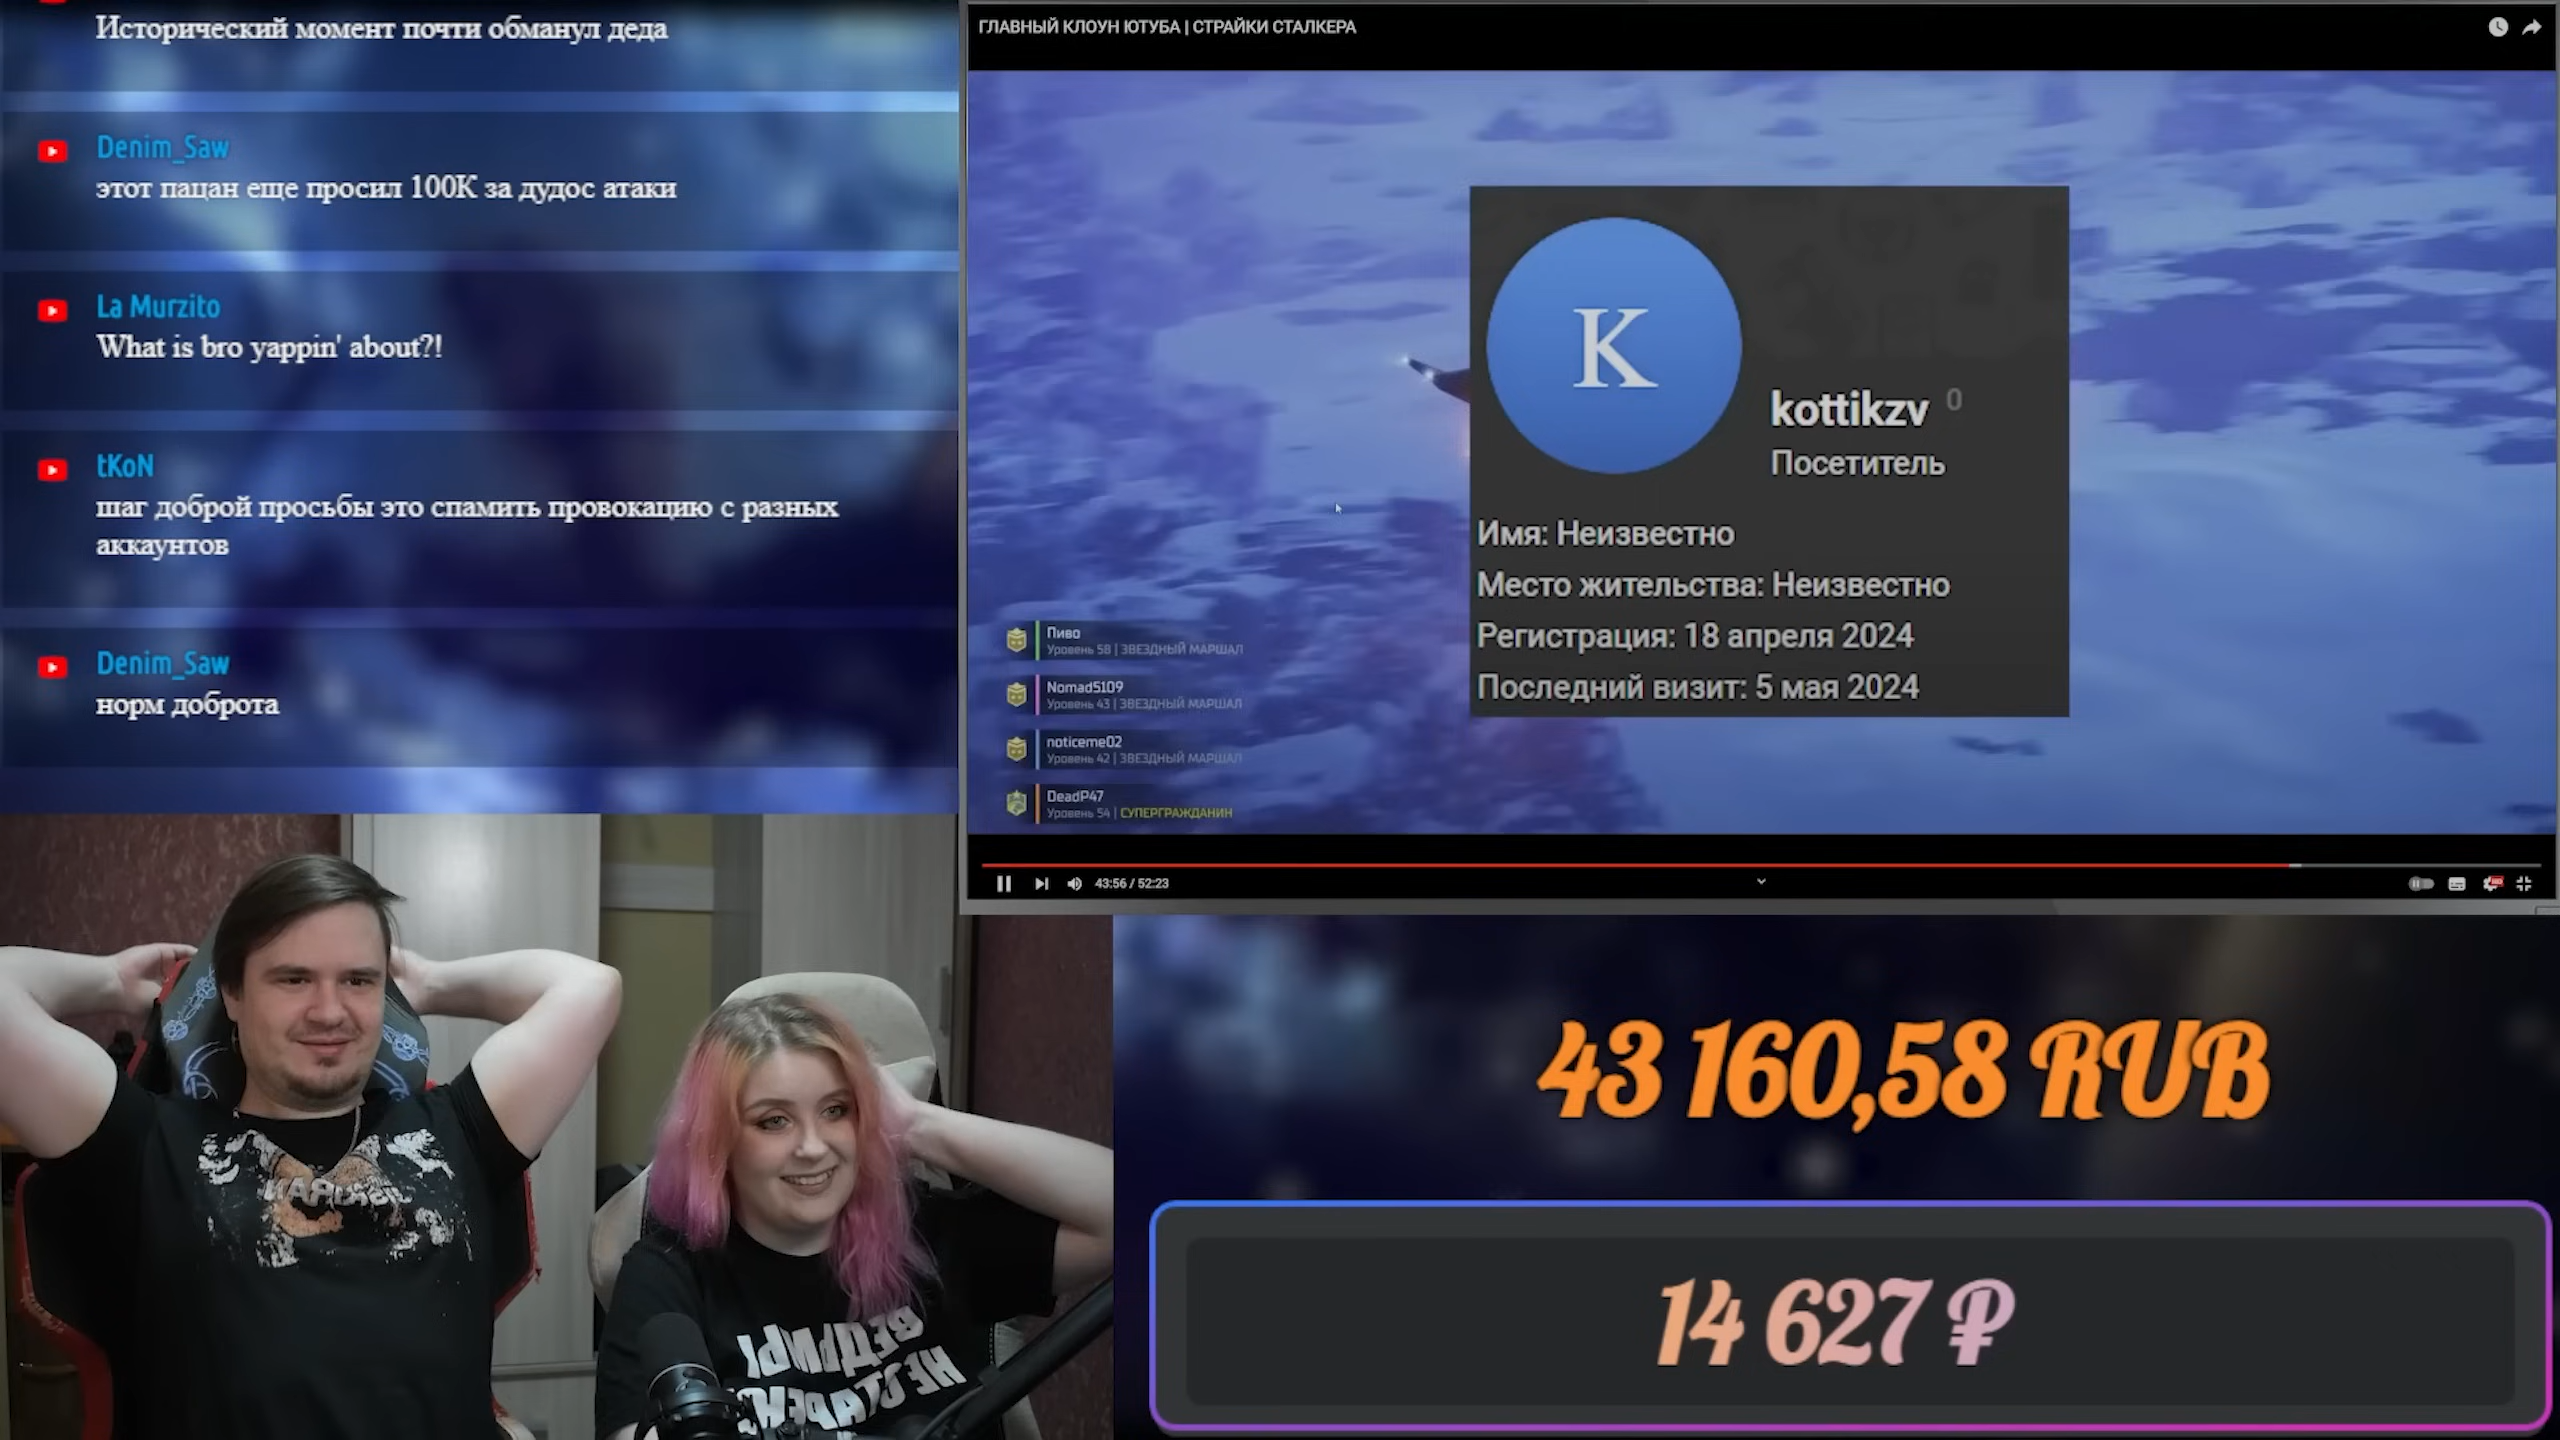 Исторический момент почти обманул деда
Denim_Saw
этот пацан еще просил 100К за дудос атаки
La Murzito
What is bro yappin' about?!
tKoN
шаг доброй просьбы это спамить провокацию с разных
аккаунтов
Denim_Saw
норм доброта
ГЛАВНЫЙ КЛОУН ЮТУБА | СТРАЙКИ СТАЛКЕРА
K
kottikzv 0
Посетитель
Имя: Неизвестно
Место жительства: Неизвестно
Регистрация: 18 апреля 2024
Последний визит: 5 мая 2024
Пиво
Уровень 58 | ЗВЕЗДНЫЙ МАРШАЛ
Nomad5109
Уровень 43 | ЗВЕЗДНЫЙ МАРШАЛ
noticeme02
Уровень 42 | ЗВЕЗДНЫЙ МАРШАЛ
DeadP47
Уровень 54 | СУПЕРГРАЖДАНИН
43:56 / 52:23
HD
43 160,58 RUB
14 627 ₽
ВЕДРИРЫ